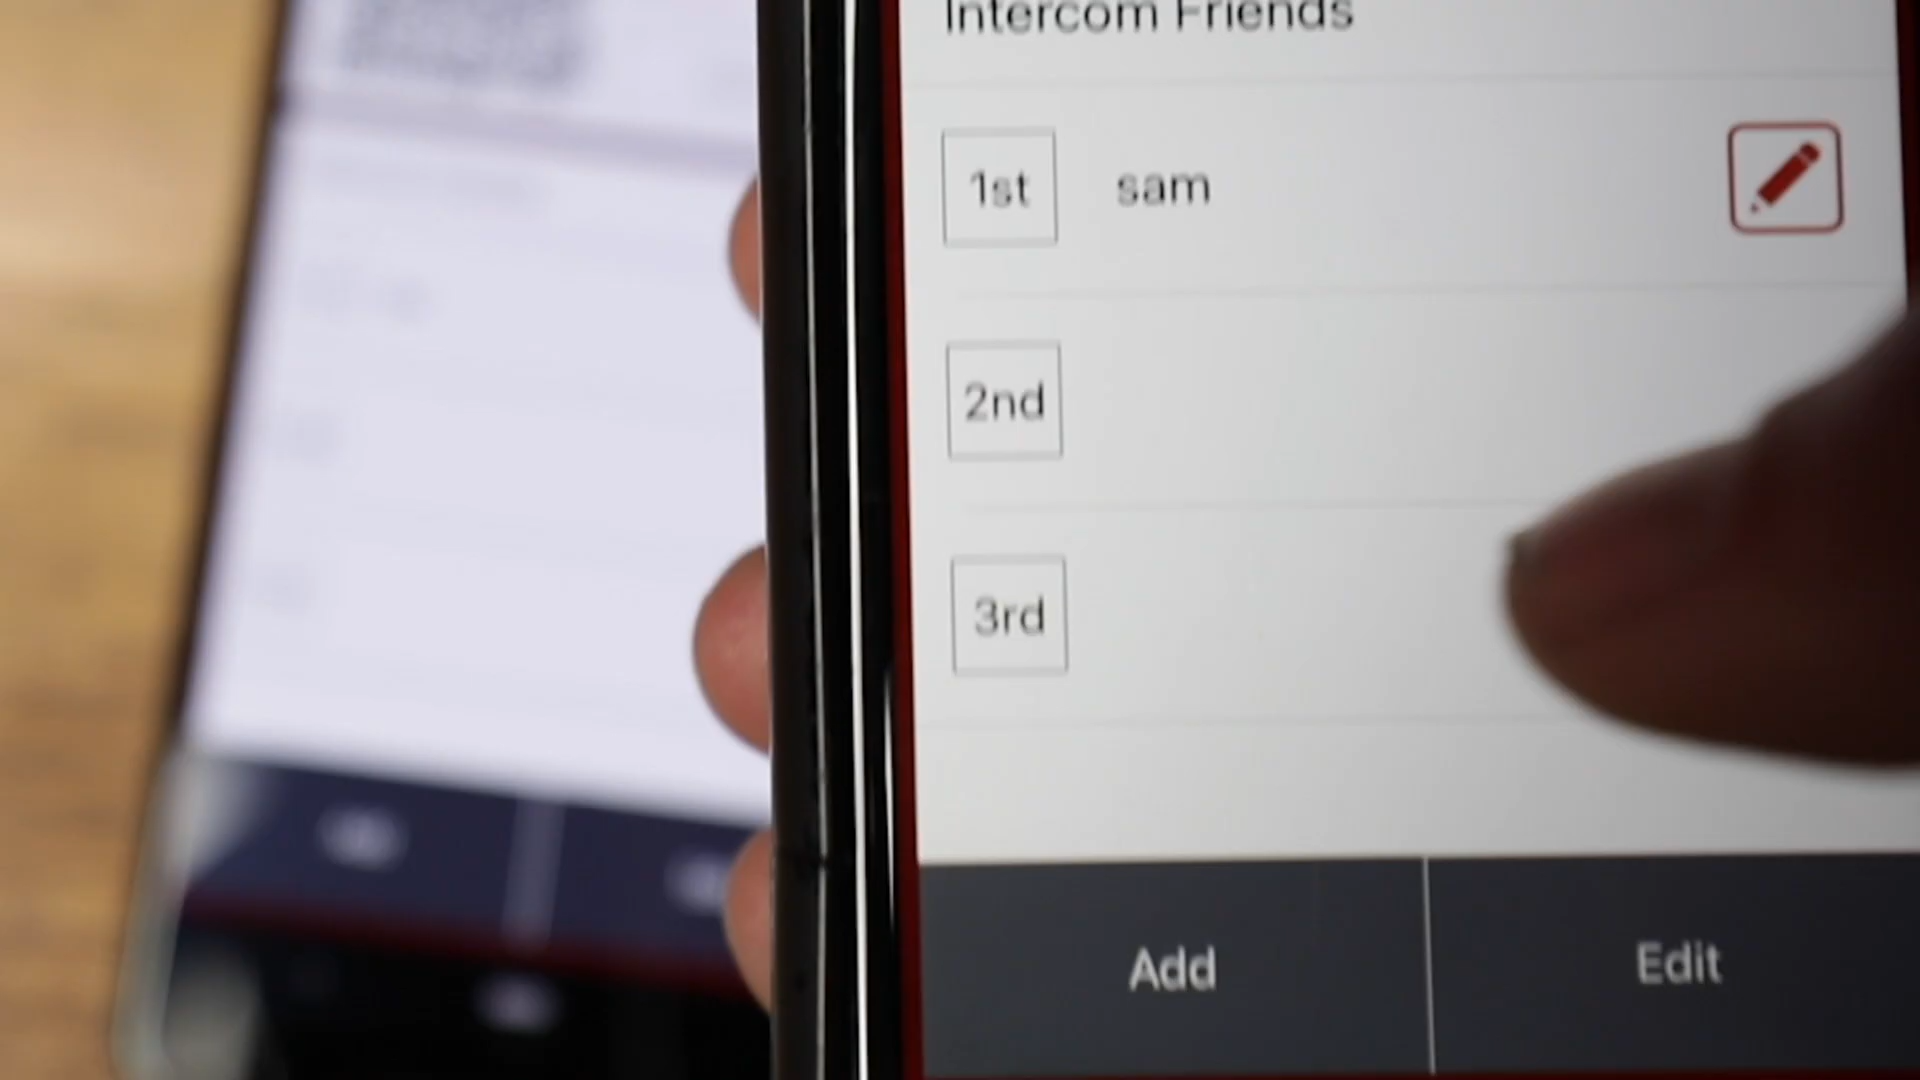 Intercom Friends
1st sam
2nd
3rd
Add Edit